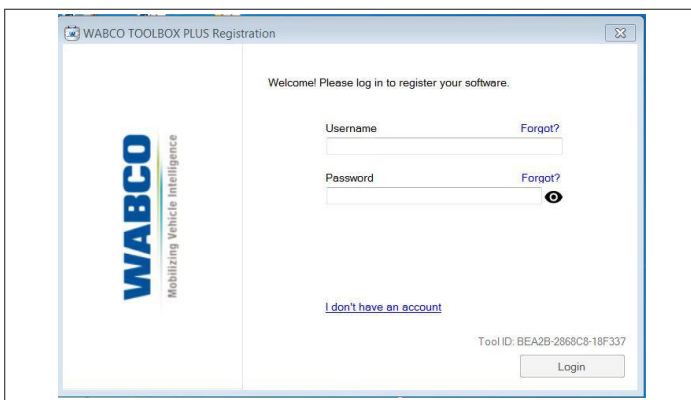 WABCO TOOLBOX PLUS Registration
WABCO
Mobilizing Vehicle Intelligence
Welcome! Please log in to register your software.
Username Forgot?
Password Forgot?
I don't have an account
Tool ID: BEA2B-2868C8-18F337
Login